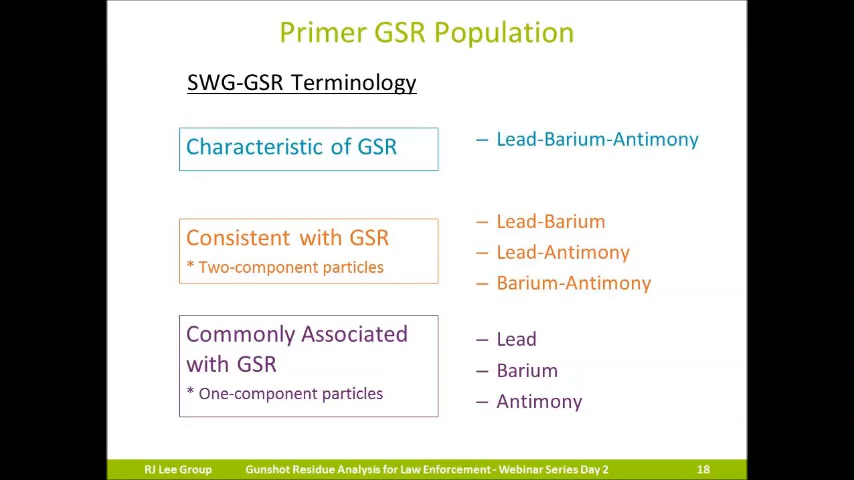 Primer GSR Population
SWG-GSR Terminology
Characteristic of GSR
– Lead-Barium-Antimony
Consistent with GSR
* Two-component particles
– Lead-Barium
– Lead-Antimony
– Barium-Antimony
Commonly Associated
with GSR
* One-component particles
– Lead
– Barium
– Antimony
RJ Lee Group Gunshot Residue Analysis for Law Enforcement - Webinar Series Day 2 18